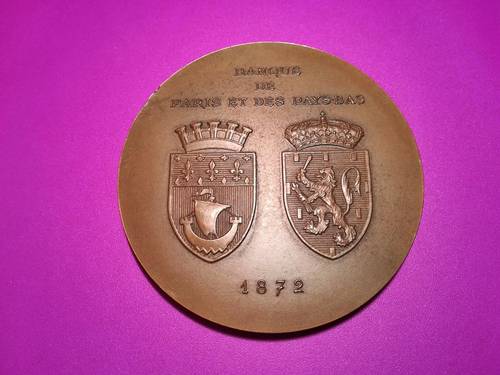 BANQUE
DE
PARIS ET DES PAYS-BAS
1872